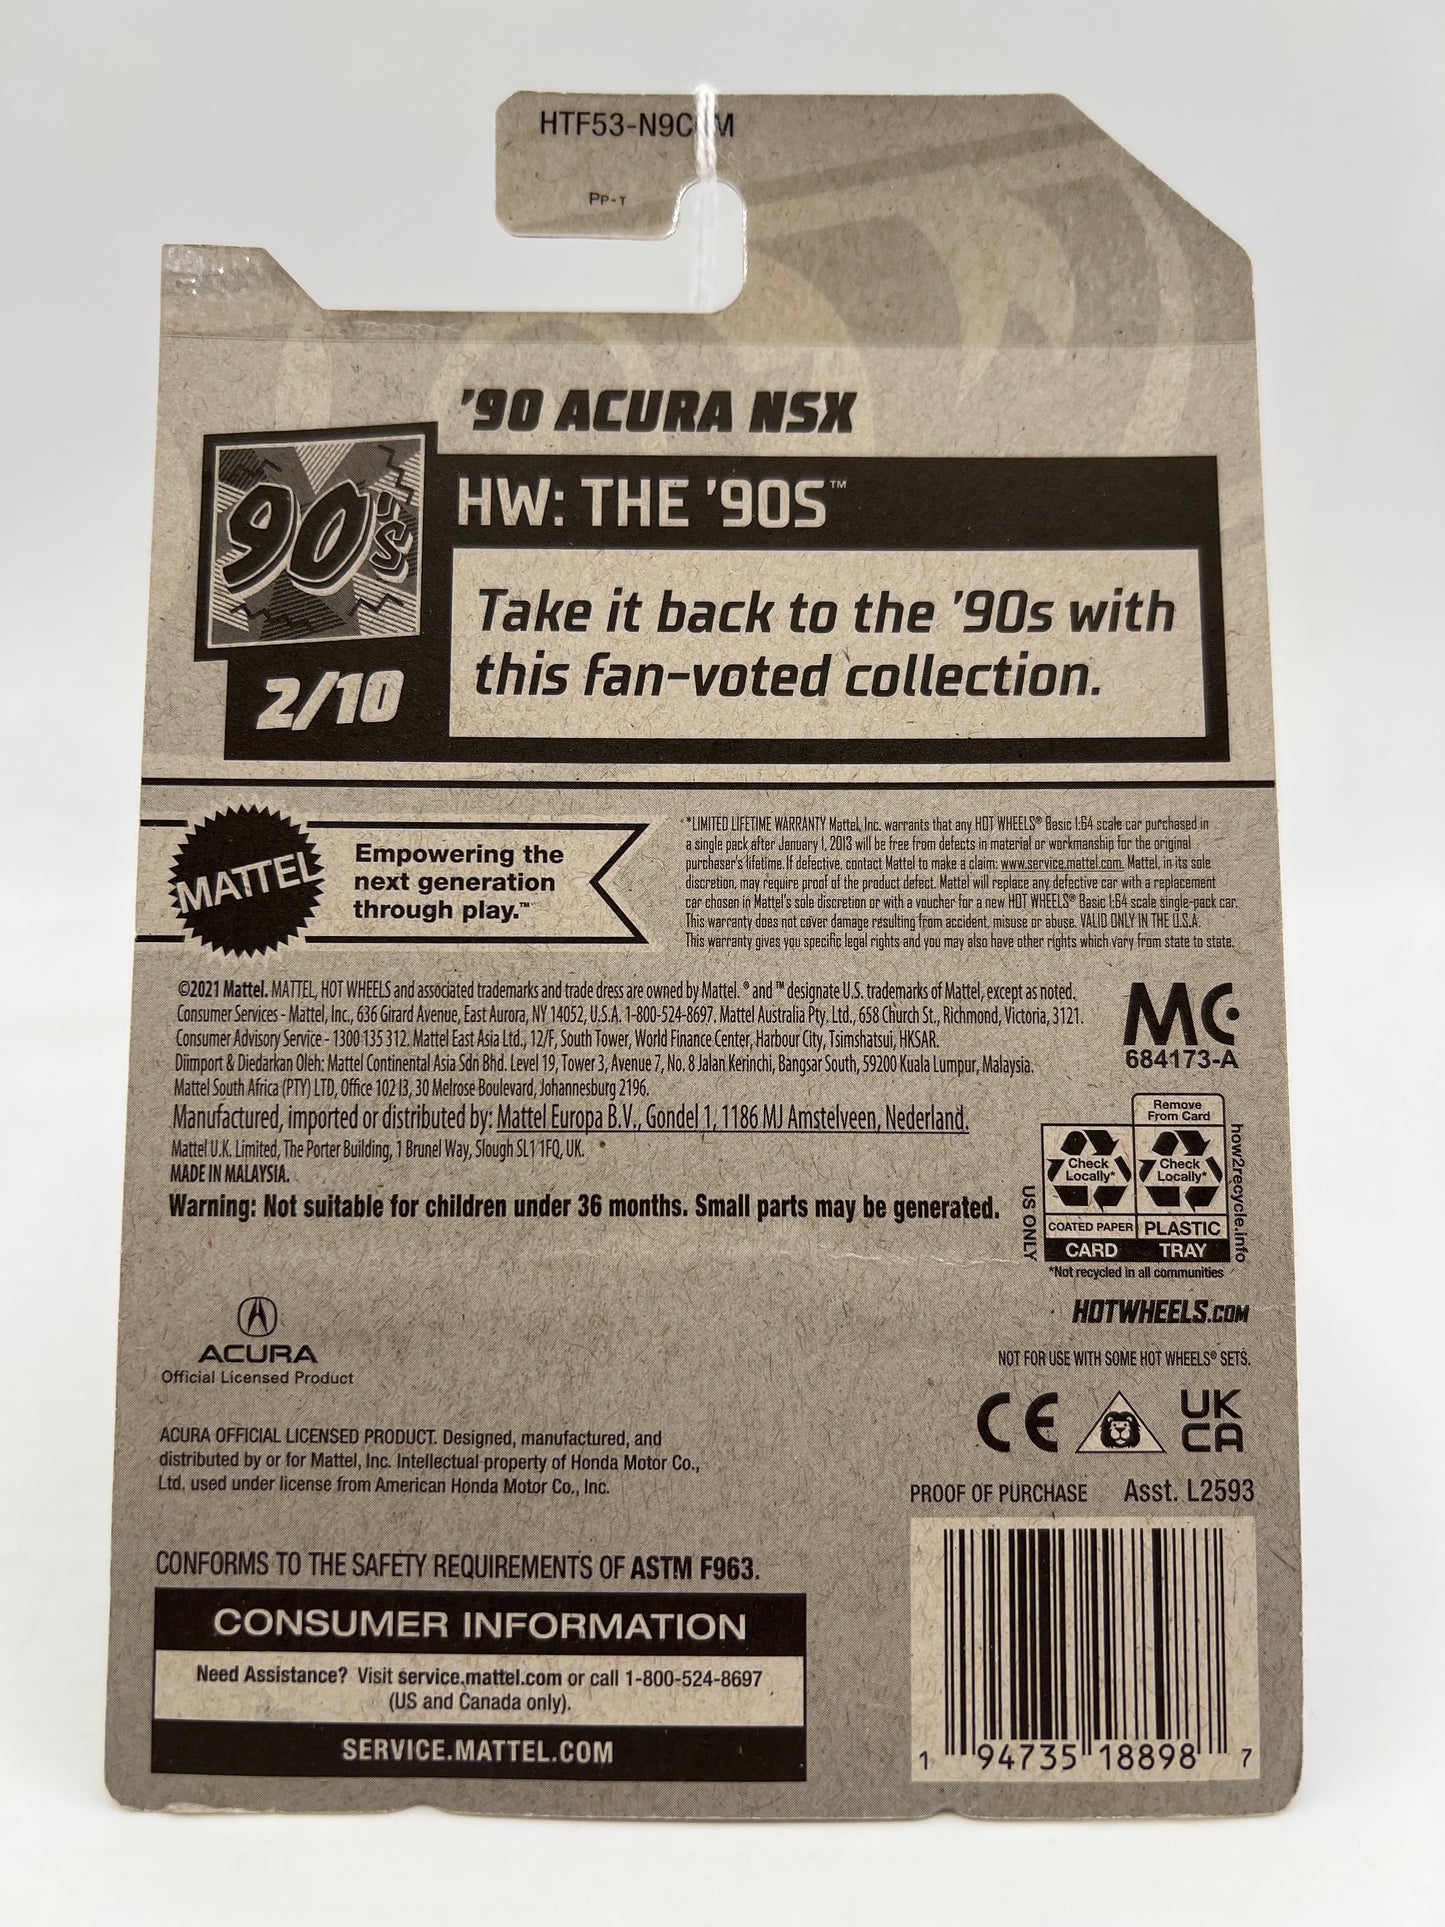 PP-T
'90 ACURA NSX
90's
HW: THE '90S™
Take it back to the '90s with
this fan-voted collection.
2/10
MATTEL
Empowering the
next generation
through play.™
*LIMITED LIFETIME WARRANTY Mattel, Inc. warrants that any HOT WHEELS® Basic 1:64 scale car purchased in
a single pack after January 1, 2013 will be free from defects in material or workmanship for the original
purchaser's lifetime. If defective, contact Mattel to make a claim: www.service.mattel.com. Mattel, in its sole
discretion, may require proof of the product defect. Mattel will replace any defective car with a replacement
car chosen in Mattel's sole discretion or with a voucher for a new HOT WHEELS® Basic 1:64 scale single-pack car.
This warranty does not cover damage resulting from accident, misuse or abuse. VALID ONLY IN THE U.S.A.
This warranty gives you specific legal rights and you may also have other rights which vary from state to state.
©2021 Mattel. MATTEL, HOT WHEELS and associated trademarks and trade dress are owned by Mattel. ® and ™ designate U.S. trademarks of Mattel, except as noted.
Consumer Services - Mattel, Inc., 636 Girard Avenue, East Aurora, NY 14052, U.S.A. 1-800-524-8697. Mattel Australia Pty. Ltd., 658 Church St., Richmond, Victoria, 3121.
Consumer Advisory Service - 1300 135 312. Mattel East Asia Ltd., 12/F, South Tower, World Finance Center, Harbour City, Tsimshatsui, HKSAR.
Diimport & Diedarkan Oleh: Mattel Continental Asia Sdn Bhd. Level 19, Tower 3, Avenue 7, No. 8 Jalan Kerinchi, Bangsar South, 59200 Kuala Lumpur, Malaysia.
Mattel South Africa (PTY) LTD, Office 102 I3, 30 Melrose Boulevard, Johannesburg 2196.
Manufactured, imported or distributed by: Mattel Europa B.V., Gondel 1, 1186 MJ Amstelveen, Nederland.
Mattel U.K. Limited, The Porter Building, 1 Brunel Way, Slough SL1 1FQ, UK.
MADE IN MALAYSIA.
Warning: Not suitable for children under 36 months. Small parts may be generated.
MC
684173-A
Remove
From Card
Check
Locally*
Check
Locally*
COATED PAPER
PLASTIC
CARD
TRAY
US ONLY
how2recycle.info
*Not recycled in all communities
HOTWHEELS.COM
NOT FOR USE WITH SOME HOT WHEELS® SETS.
CE
UK
CA
ACURA
Official Licensed Product
ACURA OFFICIAL LICENSED PRODUCT. Designed, manufactured, and
distributed by or for Mattel, Inc. Intellectual property of Honda Motor Co.,
Ltd. used under license from American Honda Motor Co., Inc.
PROOF OF PURCHASE Asst. L2593
CONFORMS TO THE SAFETY REQUIREMENTS OF ASTM F963.
CONSUMER INFORMATION
Need Assistance? Visit service.mattel.com or call 1-800-524-8697
(US and Canada only).
SERVICE.MATTEL.COM
1 94735 18898 7